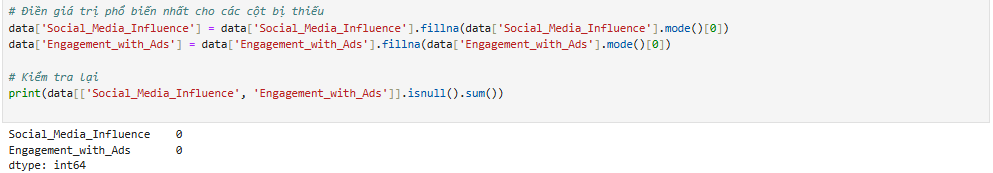 # Điền giá trị phổ biến nhất cho các cột bị thiếu
data['Social_Media_Influence'] = data['Social_Media_Influence'].fillna(data['Social_Media_Influence'].mode()[0])
data['Engagement_with_Ads'] = data['Engagement_with_Ads'].fillna(data['Engagement_with_Ads'].mode()[0])
# Kiểm tra lại
print(data[['Social_Media_Influence', 'Engagement_with_Ads']].isnull().sum())
Social_Media_Influence    0
Engagement_with_Ads       0
dtype: int64